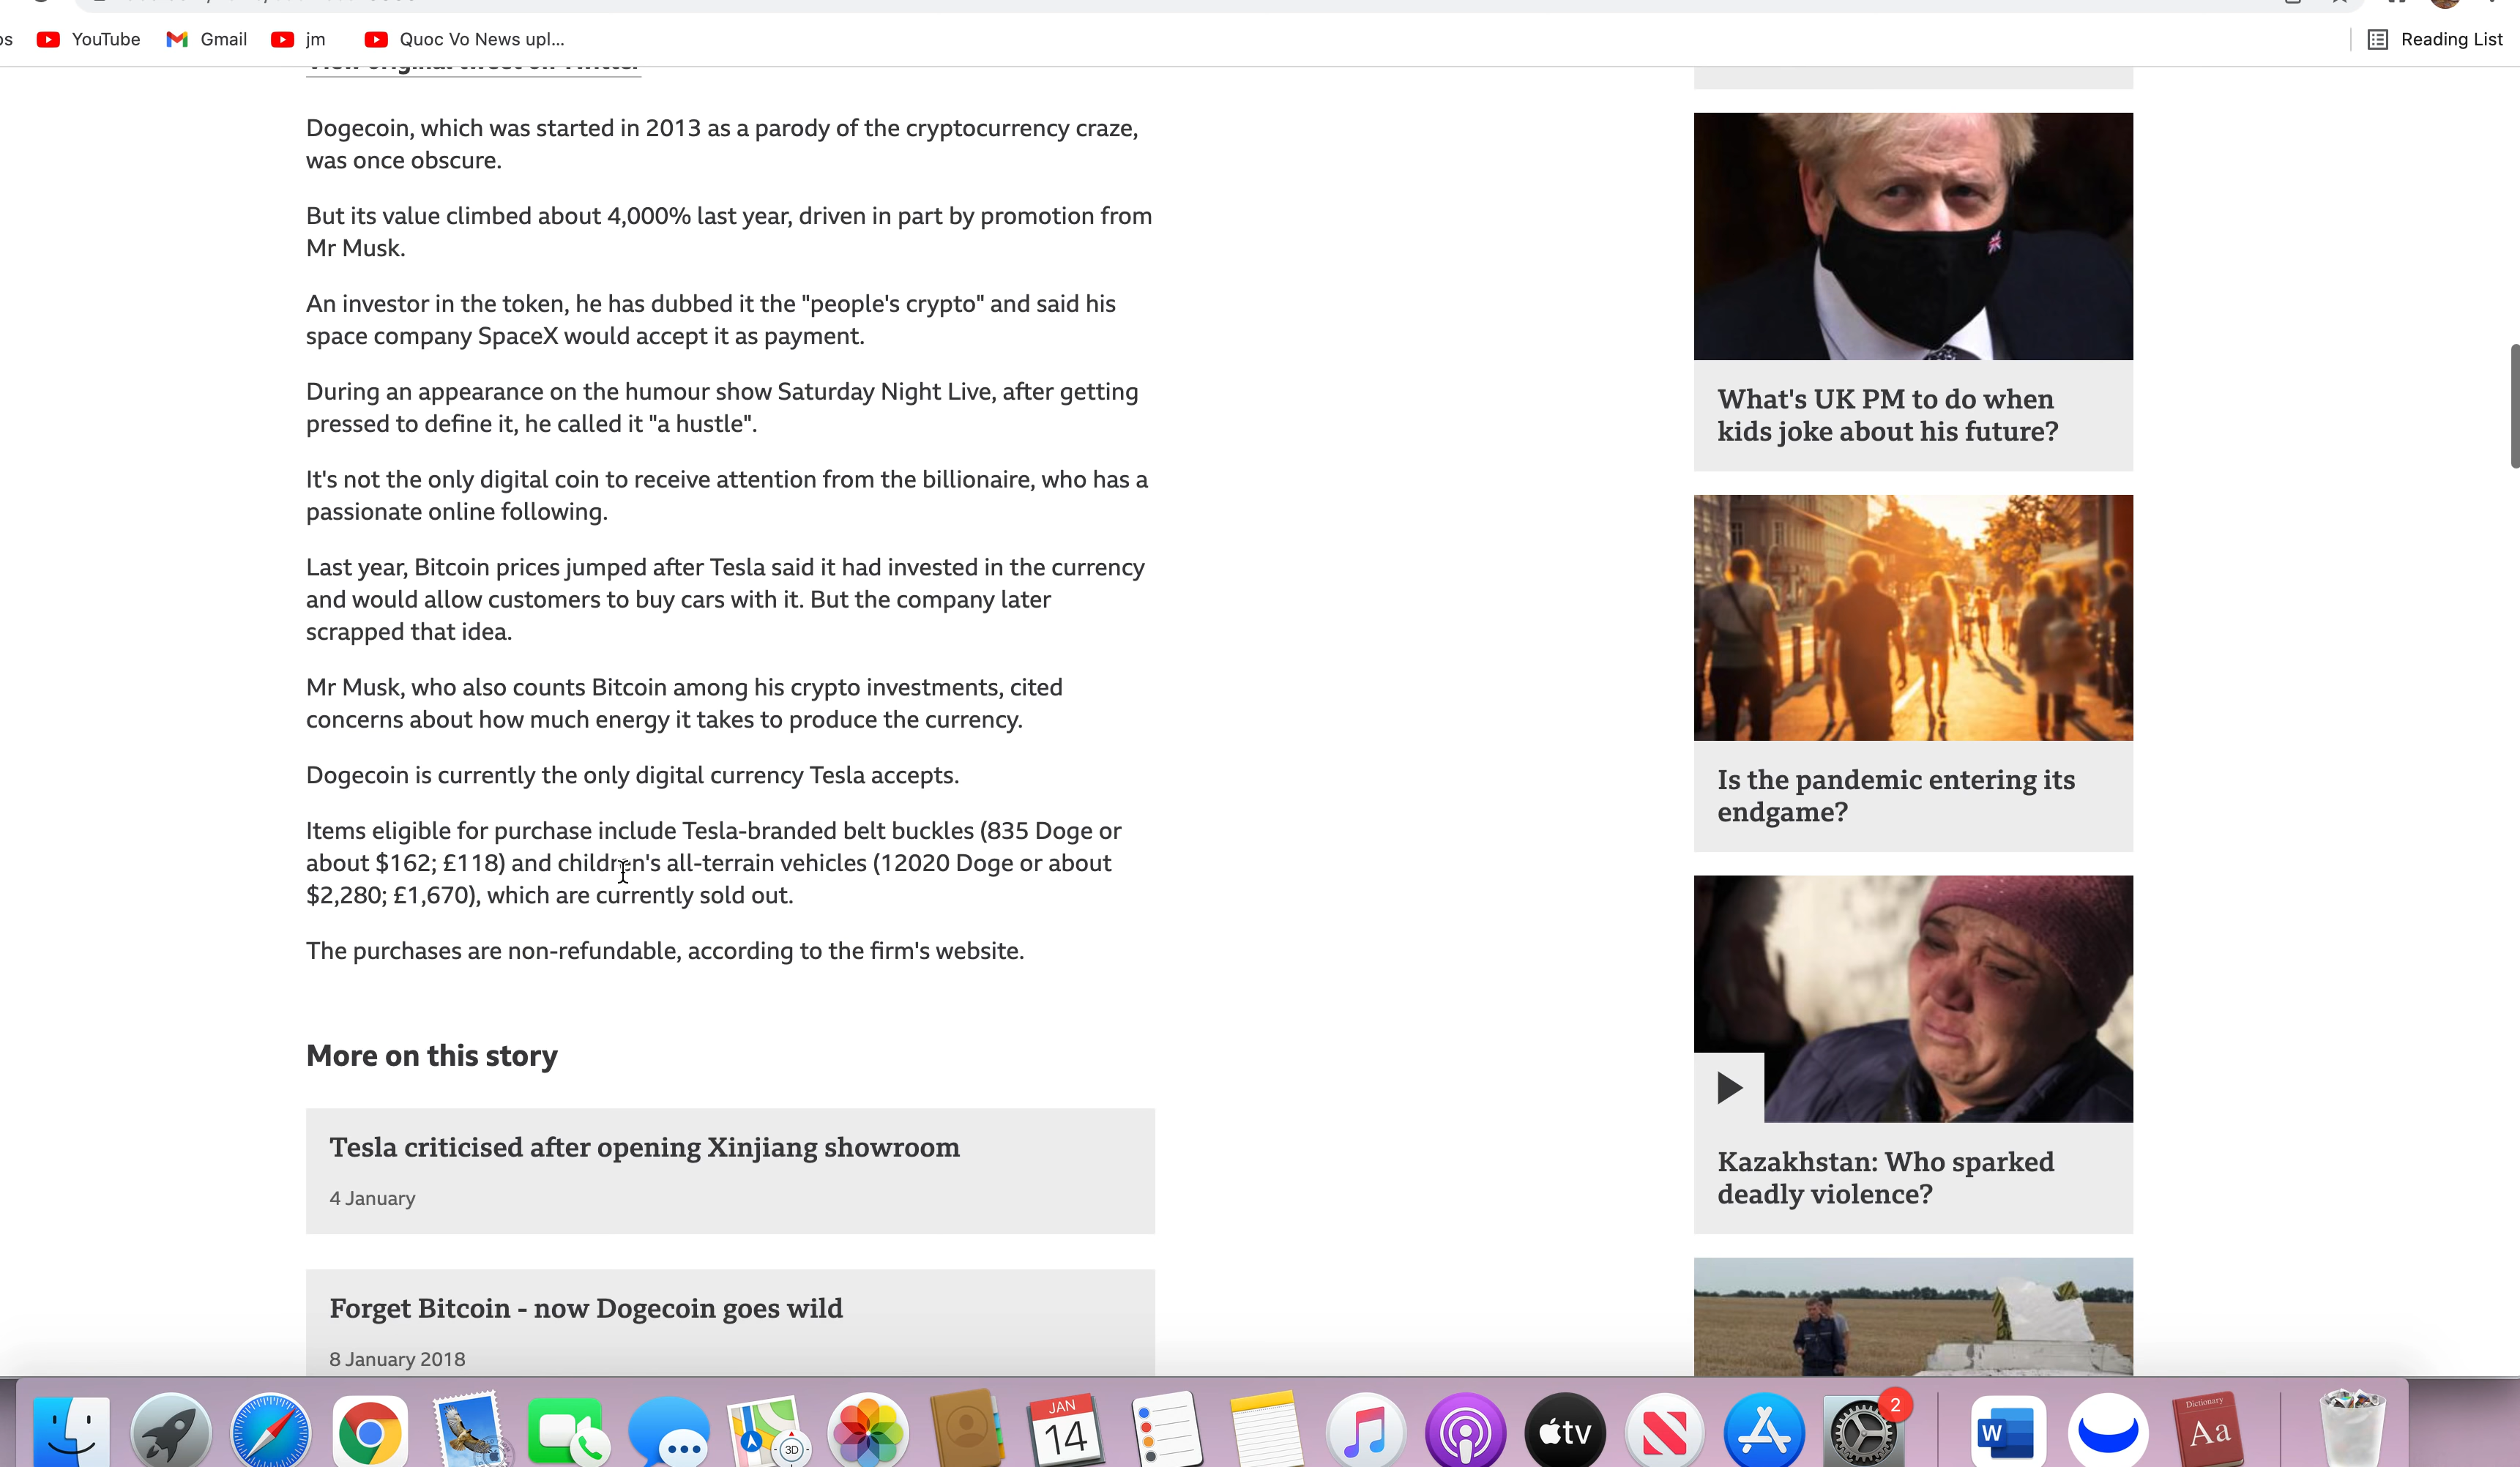 YouTube
Gmail
jm
Quoc Vo News upl...
Reading List
View original tweet on Twitter
Dogecoin, which was started in 2013 as a parody of the cryptocurrency craze,
was once obscure.
But its value climbed about 4,000% last year, driven in part by promotion from
Mr Musk.
An investor in the token, he has dubbed it the "people's crypto" and said his
space company SpaceX would accept it as payment.
During an appearance on the humour show Saturday Night Live, after getting
pressed to define it, he called it "a hustle".
It's not the only digital coin to receive attention from the billionaire, who has a
passionate online following.
Last year, Bitcoin prices jumped after Tesla said it had invested in the currency
and would allow customers to buy cars with it. But the company later
scrapped that idea.
Mr Musk, who also counts Bitcoin among his crypto investments, cited
concerns about how much energy it takes to produce the currency.
Dogecoin is currently the only digital currency Tesla accepts.
Items eligible for purchase include Tesla-branded belt buckles (835 Doge or
about $162; £118) and children's all-terrain vehicles (12020 Doge or about
$2,280; £1,670), which are currently sold out.
The purchases are non-refundable, according to the firm's website.
More on this story
Tesla criticised after opening Xinjiang showroom
4 January
Forget Bitcoin - now Dogecoin goes wild
8 January 2018
What's UK PM to do when
kids joke about his future?
Is the pandemic entering its
endgame?
Kazakhstan: Who sparked
deadly violence?
3D
JAN
14
tv
2
W
Dictionary
Aa